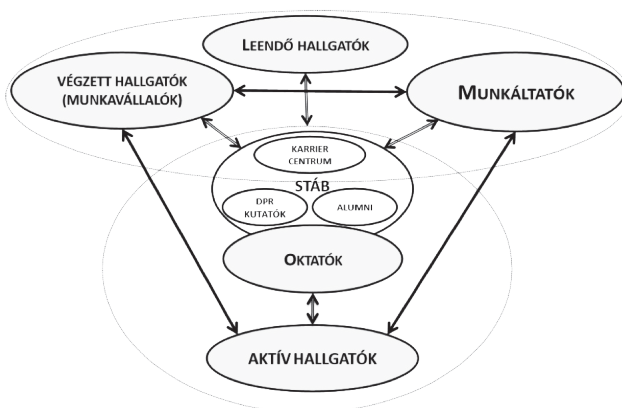 LEENDŐ HALLGATÓK
VÉGZETT HALLGATÓK
(MUNKAVÁLLALÓK)
MUNKÁLTATÓK
KARRIER
CENTRUM
STÁB
DPR
KUTATÓK
ALUMNI
OKTATÓK
AKTÍV HALLGATÓK